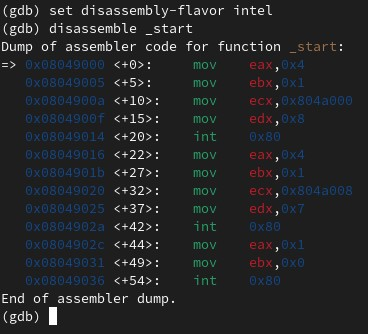 (gdb) set disassembly-flavor intel
(gdb) disassemble _start
Dump of assembler code for function _start:
=> 0x08049000 <+0>:     mov    eax,0x4
   0x08049005 <+5>:     mov    ebx,0x1
   0x0804900a <+10>:    mov    ecx,0x804a000
   0x0804900f <+15>:    mov    edx,0x8
   0x08049014 <+20>:    int    0x80
   0x08049016 <+22>:    mov    eax,0x4
   0x0804901b <+27>:    mov    ebx,0x1
   0x08049020 <+32>:    mov    ecx,0x804a008
   0x08049025 <+37>:    mov    edx,0x7
   0x0804902a <+42>:    int    0x80
   0x0804902c <+44>:    mov    eax,0x1
   0x08049031 <+49>:    mov    ebx,0x0
   0x08049036 <+54>:    int    0x80
End of assembler dump.
(gdb)